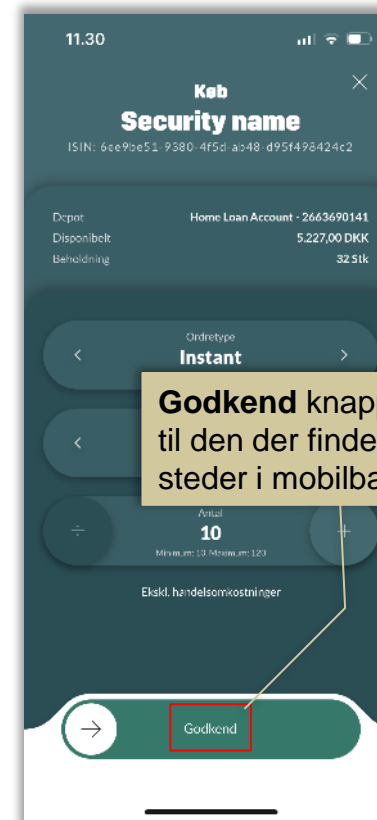 11.30
Køb
Security name
ISIN: 6ee9be51-9380-4f5d-ab48-d95f498424c2
Depot Home Loan Account - 2663690141
Disponibelt 5.227,00 DKK
Beholdning 32 Stk
Ordretype
Instant
Godkend knap
til den der finde
steder i mobilba
Antal
10
Minimum: 10 Maximum: 120
Ekskl. handelsomkostninger
Godkend